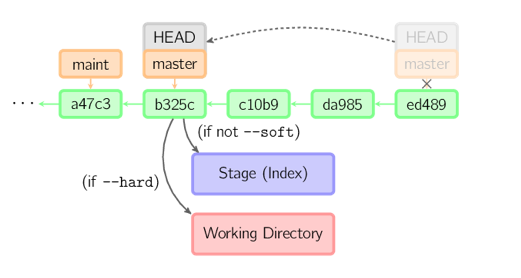 HEAD
HEAD
maint
master
master
...
a47c3
b325c
c10b9
da985
ed489
(if not --soft)
Stage (Index)
(if --hard)
Working Directory